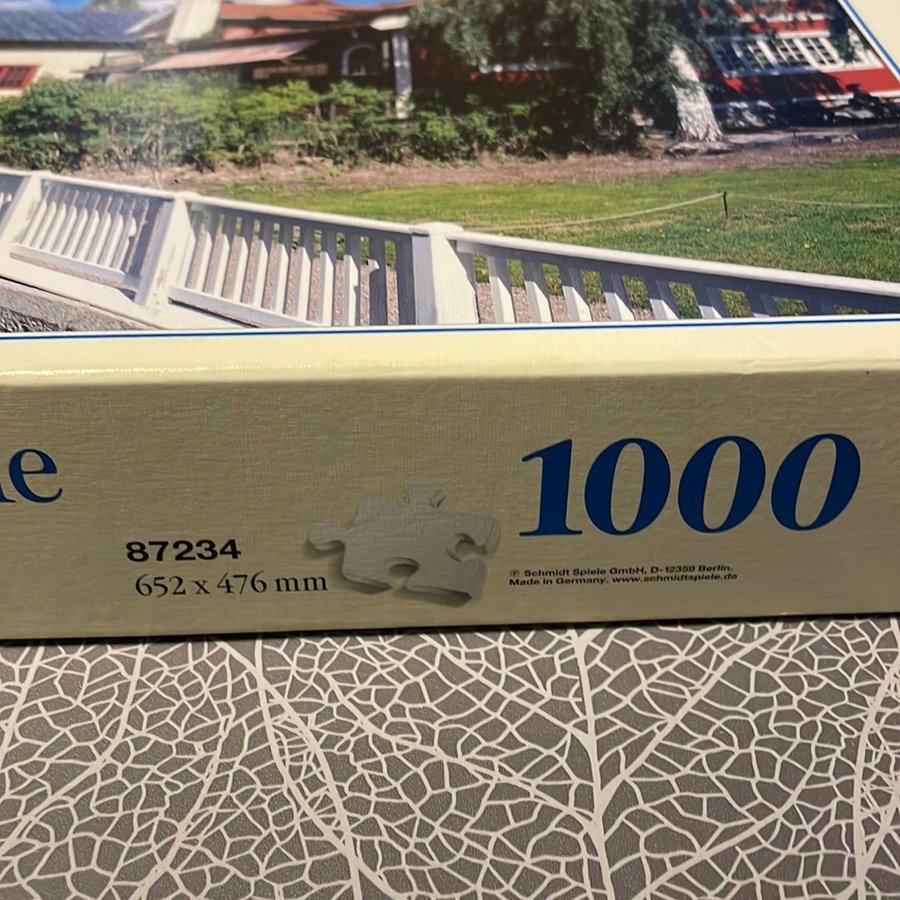 1000
87234
652 x 476 mm
℗ Schmidt Spiele GmbH, D-12359 Berlin.
Made in Germany. www.schmidtspiele.de